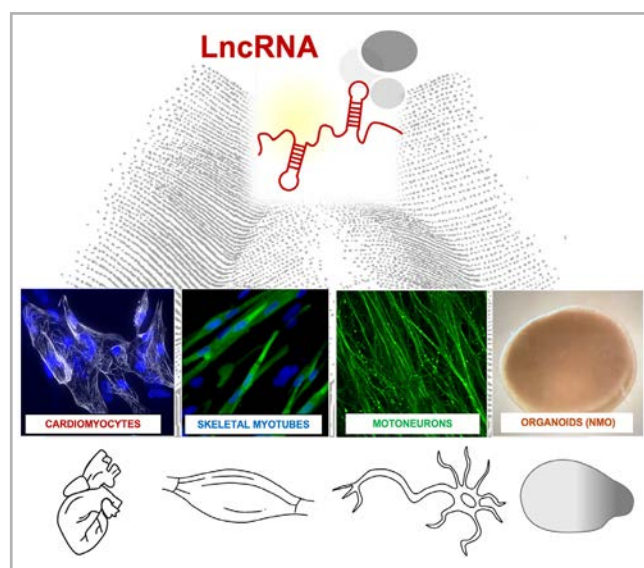 LncRNA
CARDIOMYOCYTES
SKELETAL MYOTUBES
MOTONEURONS
ORGANOIDS (NMO)